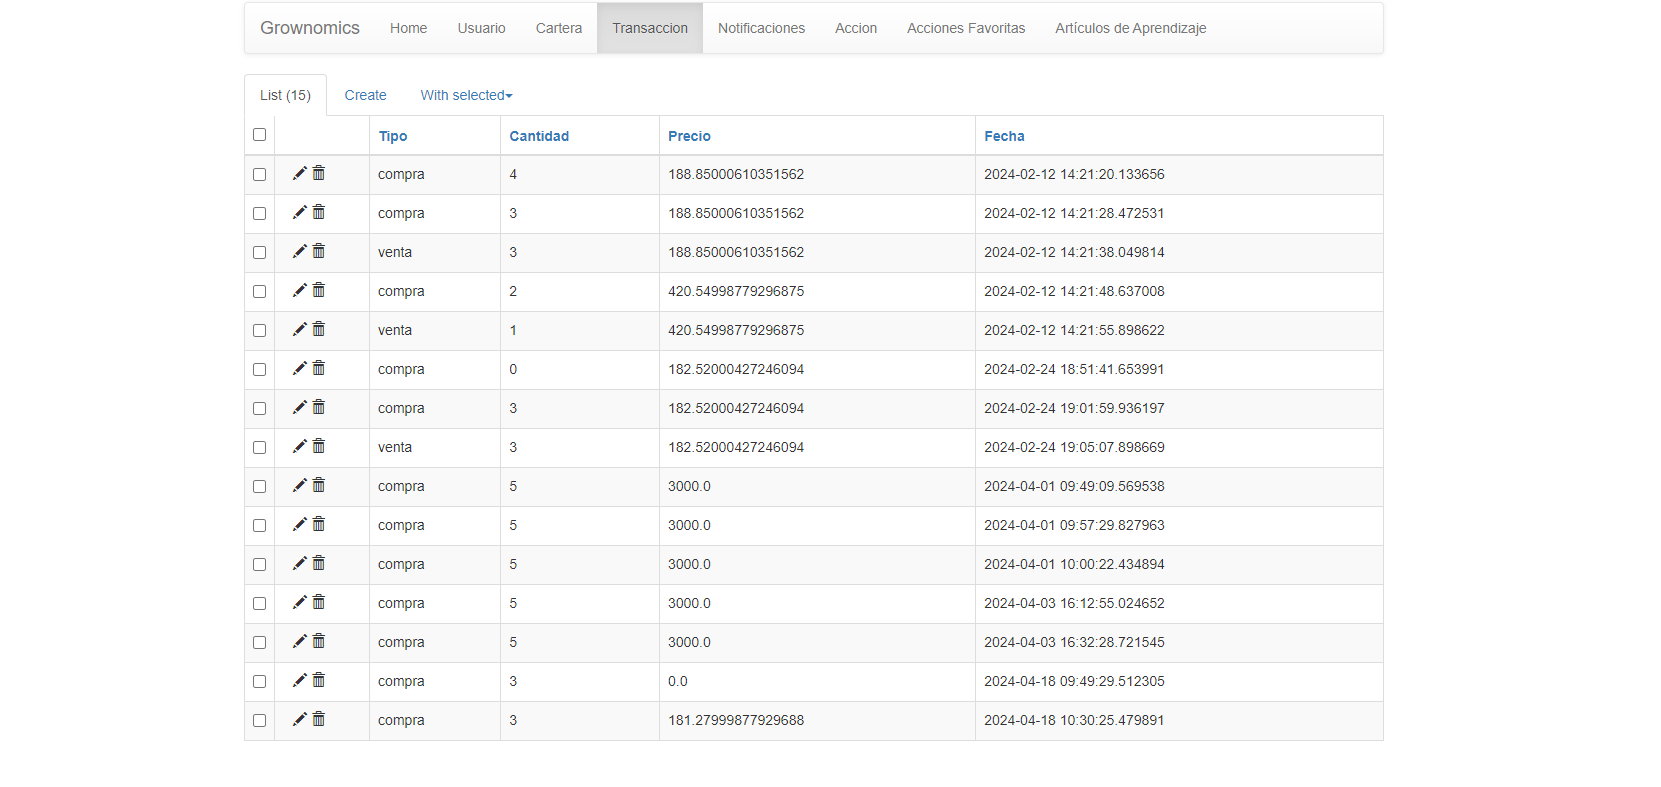 Grownomics Home Usuario Cartera Transaccion Notificaciones Accion Acciones Favoritas Artículos de Aprendizaje
List (15) Create With selected
Tipo Cantidad Precio Fecha
compra 4 188.85000610351562 2024-02-12 14:21:20.133656
compra 3 188.85000610351562 2024-02-12 14:21:28.472531
venta 3 188.85000610351562 2024-02-12 14:21:38.049814
compra 2 420.54998779296875 2024-02-12 14:21:48.637008
venta 1 420.54998779296875 2024-02-12 14:21:55.898622
compra 0 182.52000427246094 2024-02-24 18:51:41.653991
compra 3 182.52000427246094 2024-02-24 19:01:59.936197
venta 3 182.52000427246094 2024-02-24 19:05:07.898669
compra 5 3000.0 2024-04-01 09:49:09.569538
compra 5 3000.0 2024-04-01 09:57:29.827963
compra 5 3000.0 2024-04-01 10:00:22.434894
compra 5 3000.0 2024-04-03 16:12:55.024652
compra 5 3000.0 2024-04-03 16:32:28.721545
compra 3 0.0 2024-04-18 09:49:29.512305
compra 3 181.27999877929688 2024-04-18 10:30:25.479891